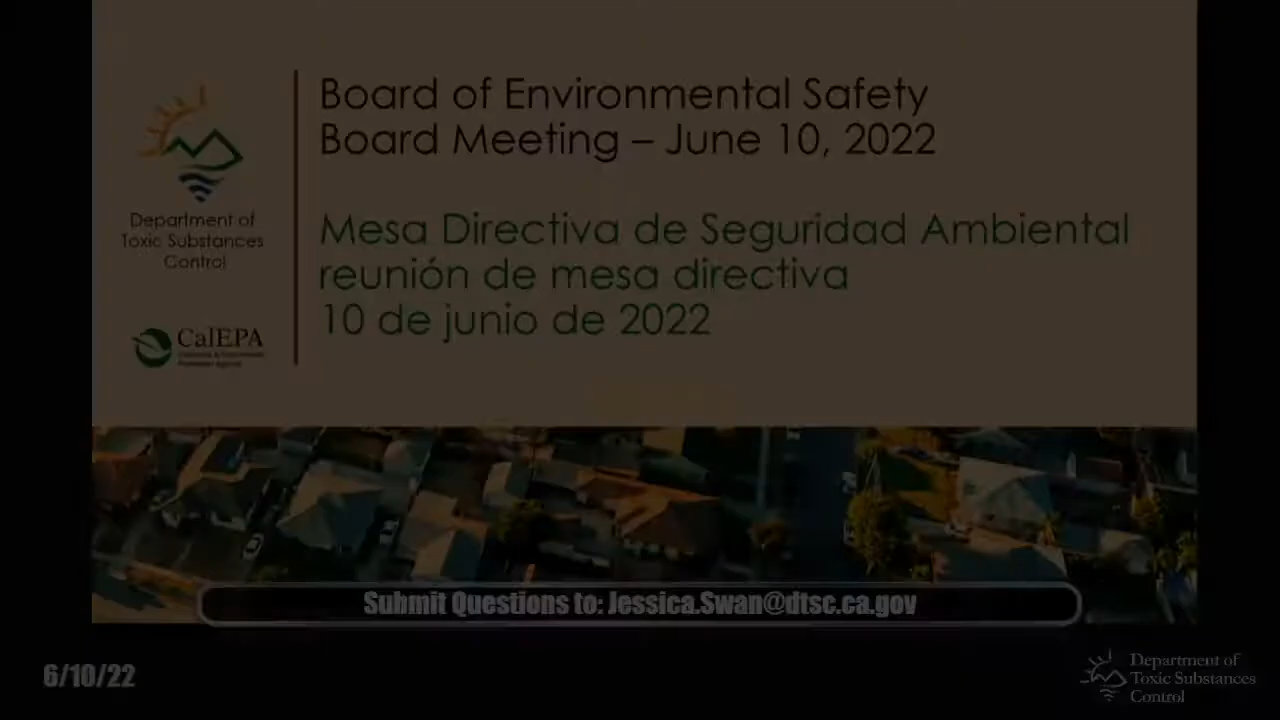 Board of Environmental Safety
Board Meeting – June 10, 2022
Mesa Directiva de Seguridad Ambiental
reunión de mesa directiva
10 de junio de 2022
Department of
Toxic Substances
Control
CalEPA
Submit Questions to: Jessica.Swan@dtsc.ca.gov
6/10/22
Department of
Toxic Substances
Control